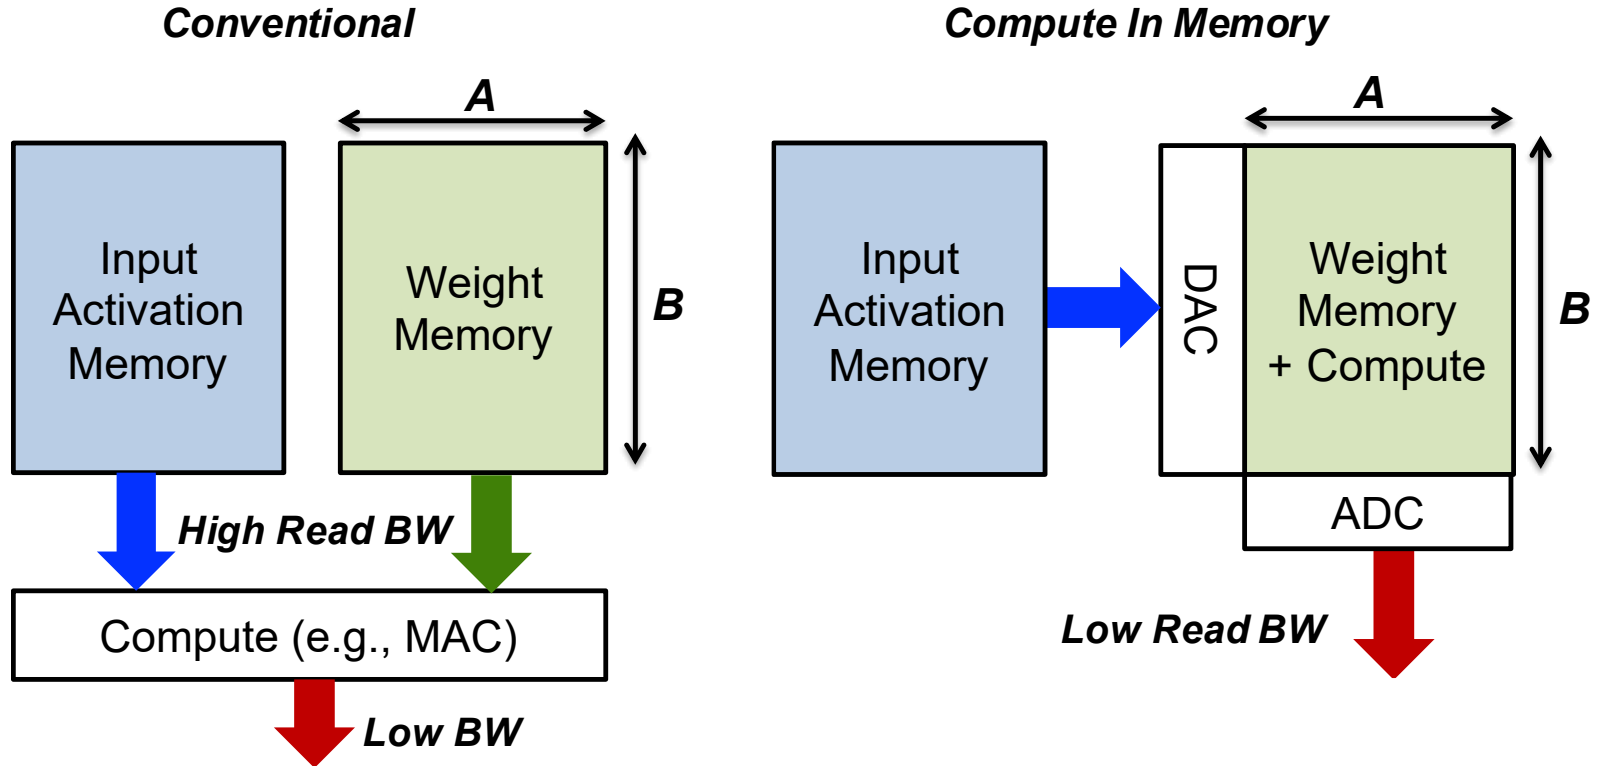 Conventional
A
Input
Activation
Memory
Weight
Memory
B
High Read BW
Compute (e.g., MAC)
Low BW
Compute In Memory
A
Input
Activation
Memory
DAC
Weight
Memory
+ Compute
B
ADC
Low Read BW